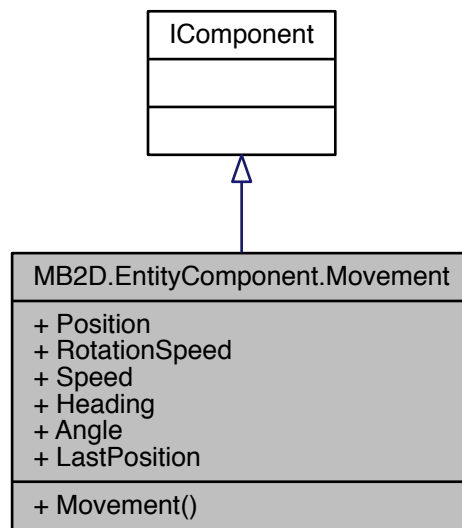 IComponent
MB2D.EntityComponent.Movement
+ Position
+ RotationSpeed
+ Speed
+ Heading
+ Angle
+ LastPosition
+ Movement()